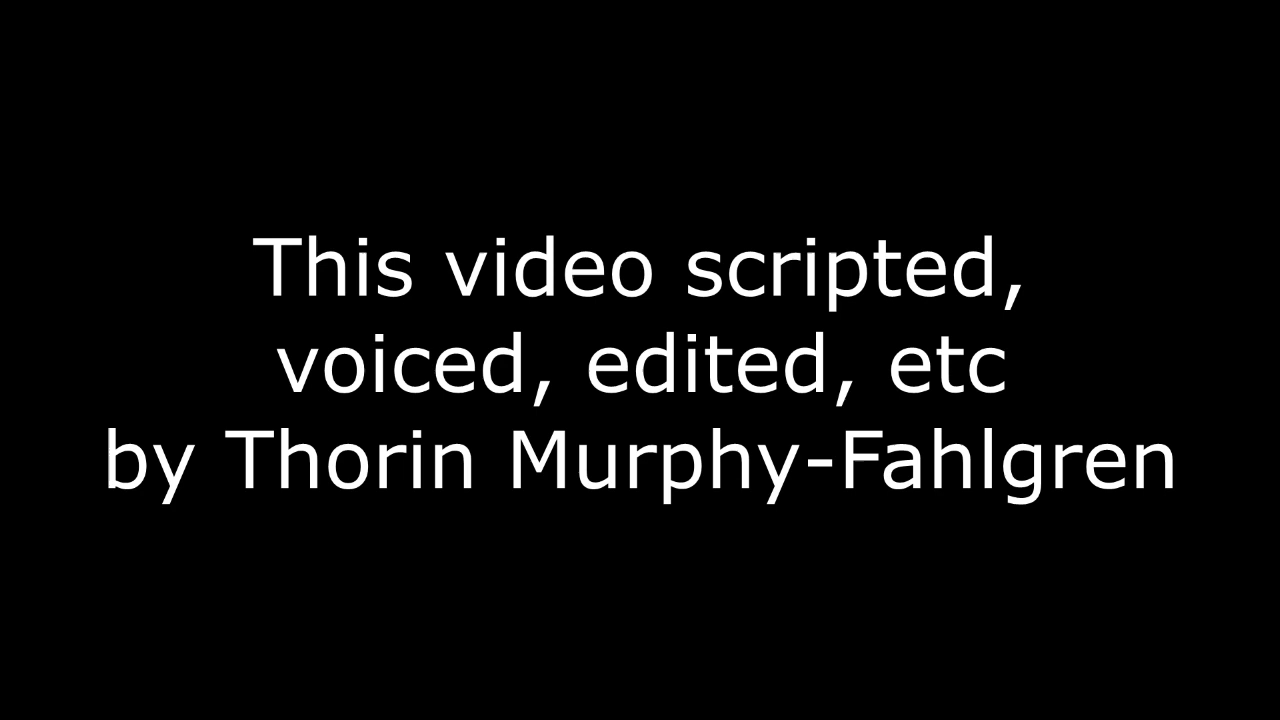 This video scripted,
voiced, edited, etc
by Thorin Murphy-Fahlgren